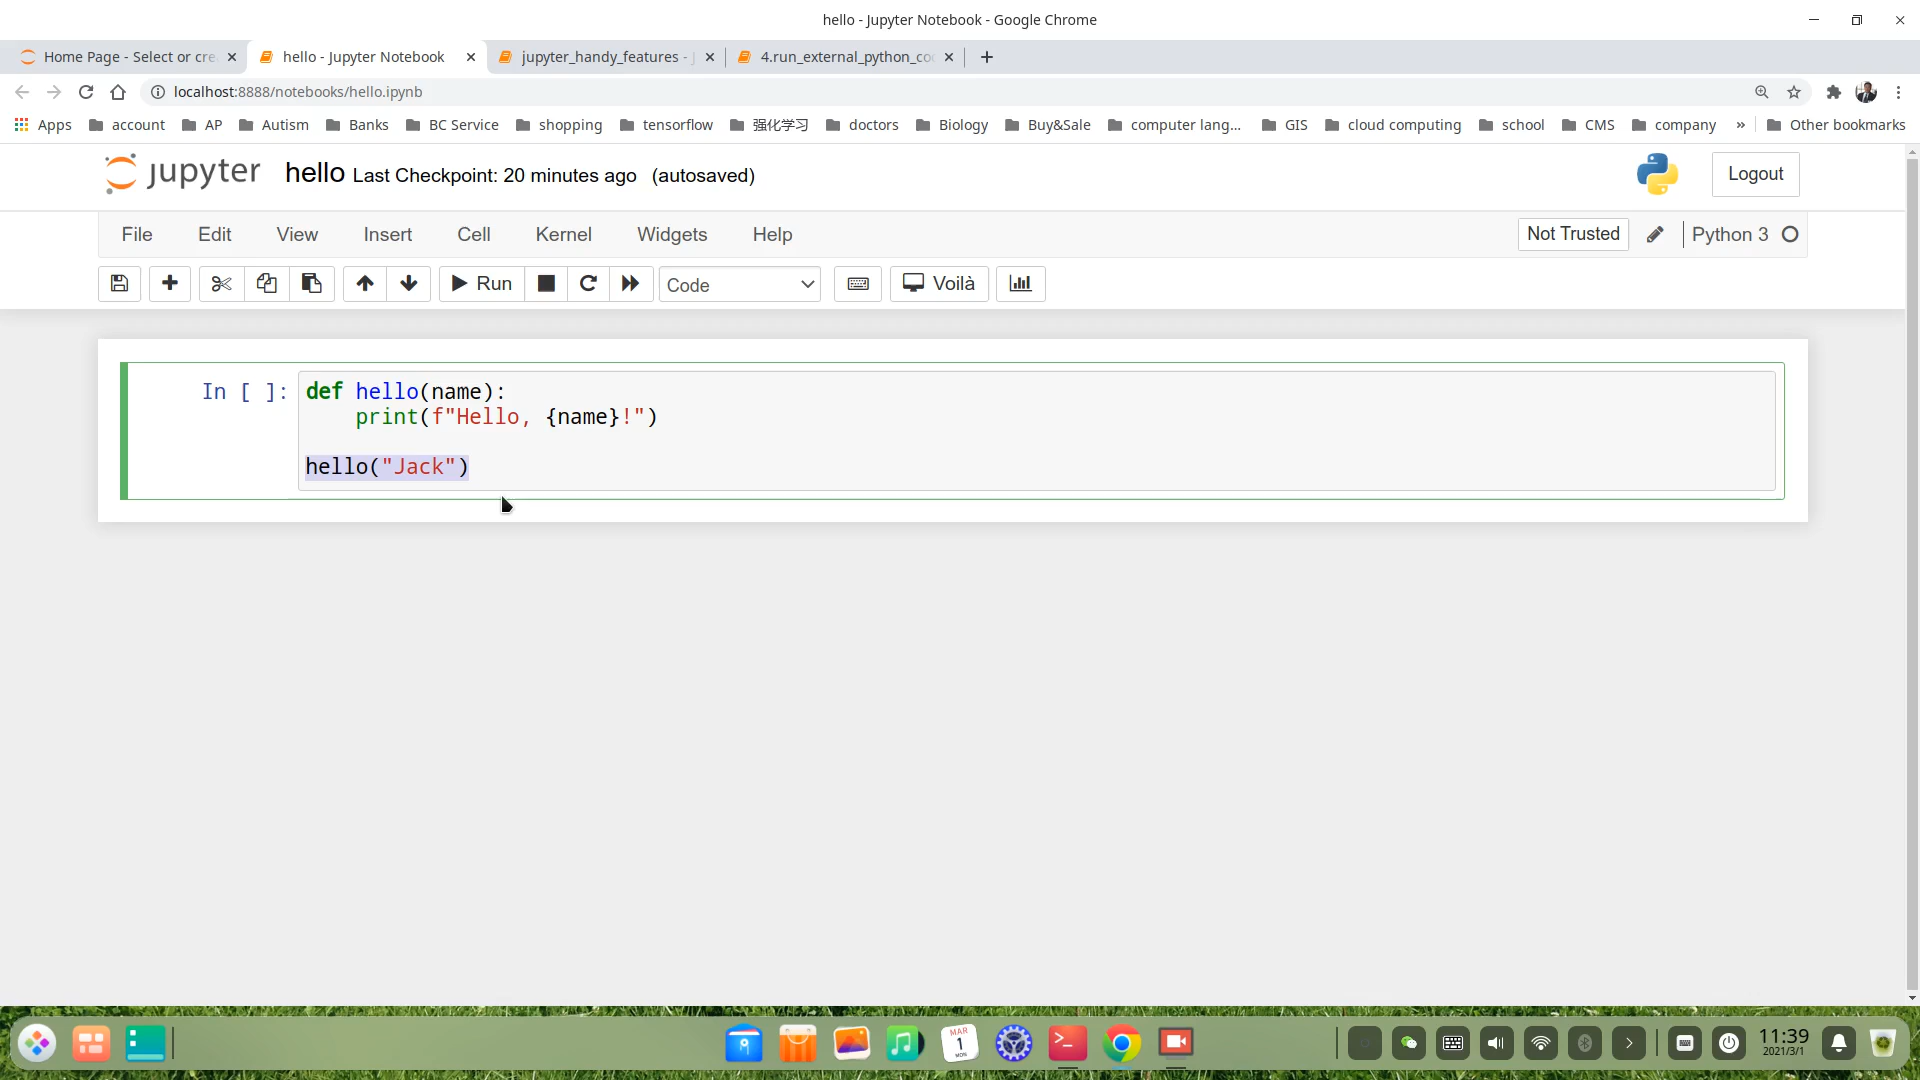 hello - Jupyter Notebook - Google Chrome
Home Page - Select or cre
hello - Jupyter Notebook
jupyter_handy_features - J
4.run_external_python_co
localhost:8888/notebooks/hello.ipynb
Apps account AP Autism Banks BC Service shopping tensorflow 强化学习 doctors Biology Buy&Sale computer lang... GIS cloud computing school CMS company » Other bookmarks
jupyter hello Last Checkpoint: 20 minutes ago (autosaved) Logout
File Edit View Insert Cell Kernel Widgets Help Not Trusted Python 3
Run Code Voilà
In [ ]: def hello(name):
print(f"Hello, {name}!")
hello("Jack")
MAR
1
MON
11:39
2021/3/1